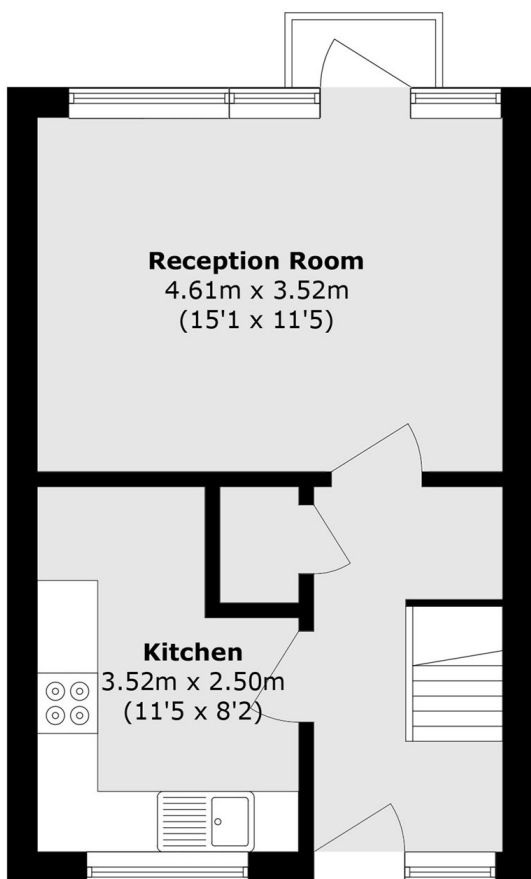 Reception Room
4.61m x 3.52m
(15'1 x 11'5)
Kitchen
3.52m x 2.50m
(11'5 x 8'2)